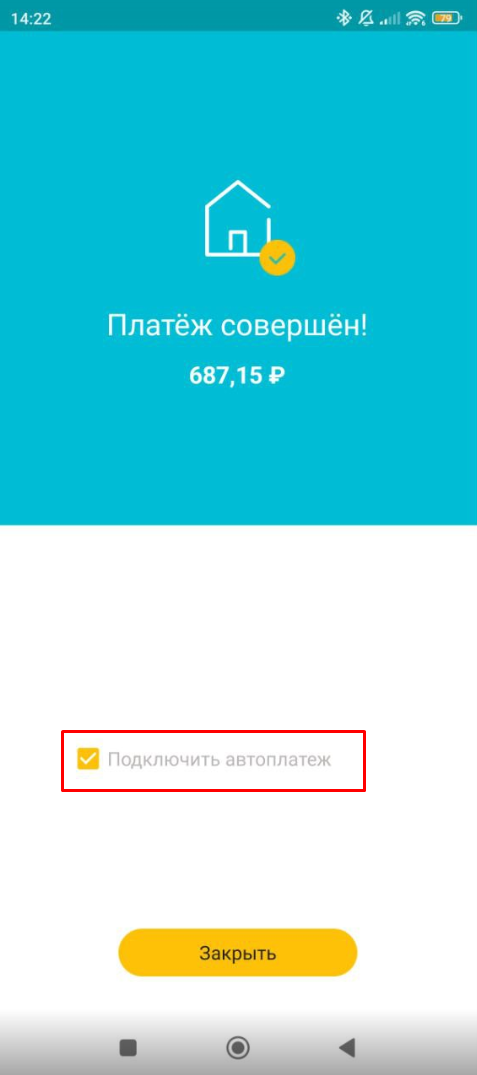 14:22
79
Платёж совершён!
687,15 ₽
Подключить автоплатеж
Закрыть